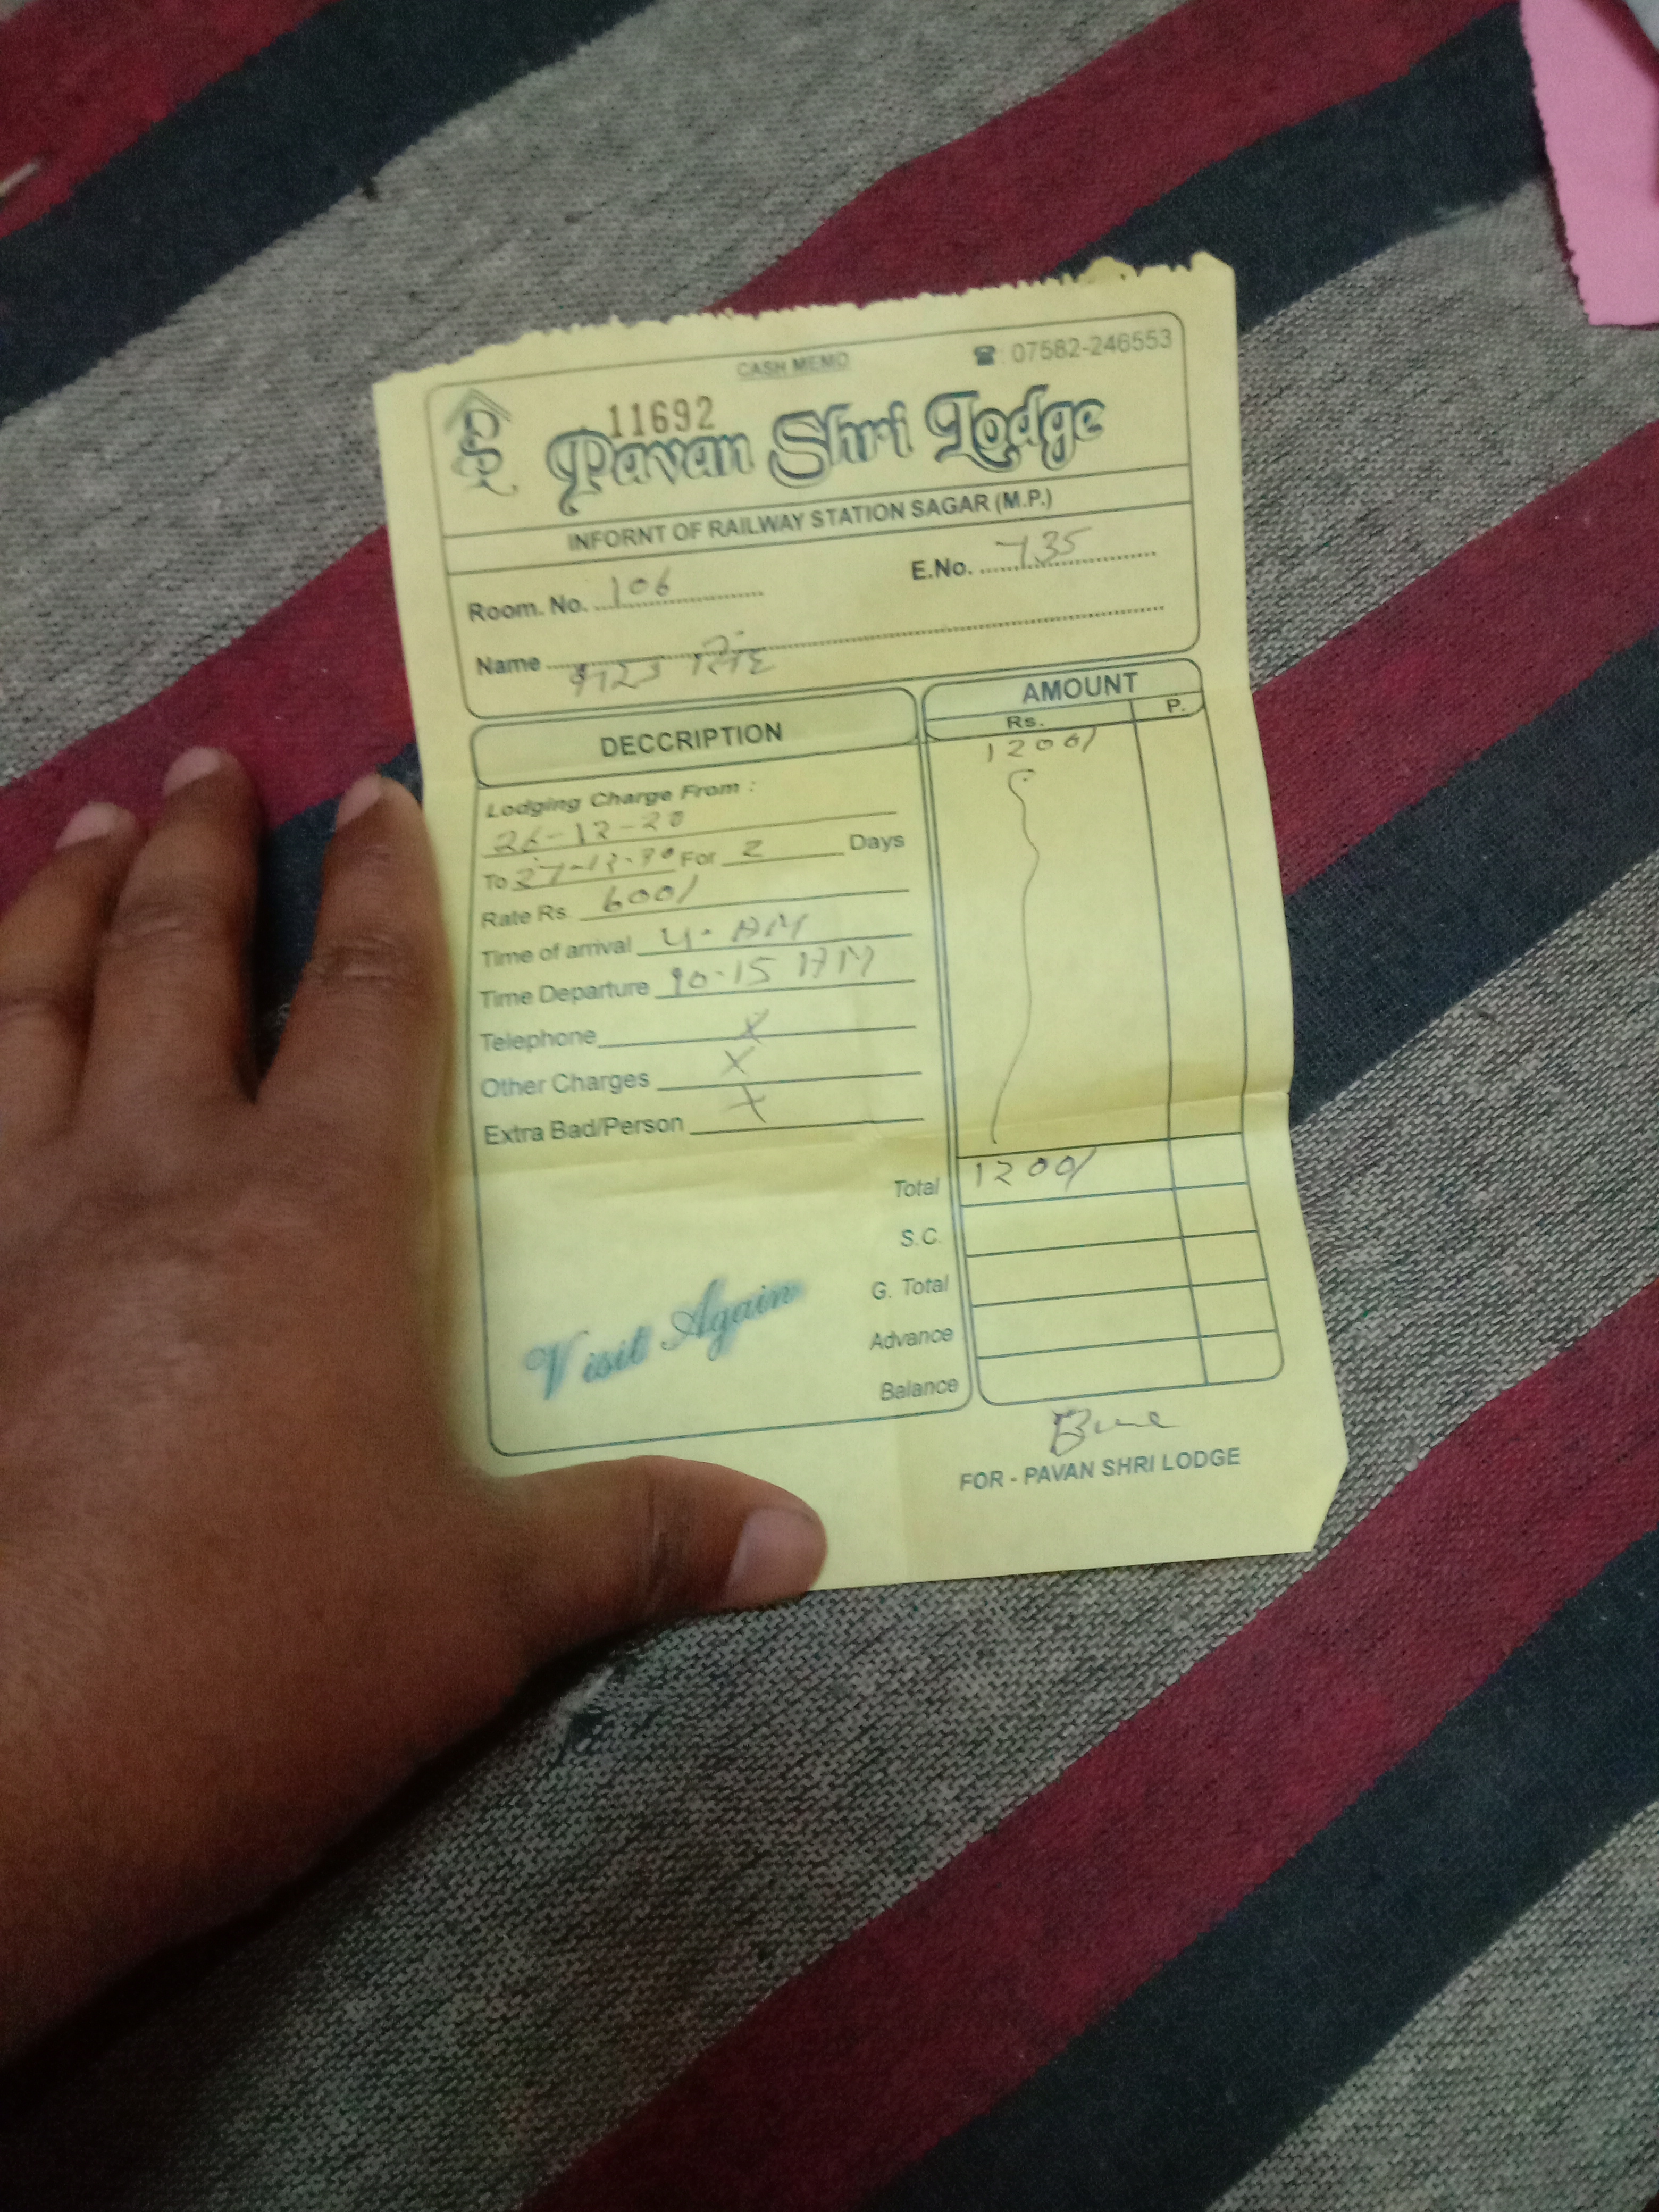 CASH MEMO
☎: 07582-246553
11692
Pavan Shri Lodge
INFORNT OF RAILWAY STATION SAGAR (M.P.)
Room. No. 106
E.No. 735
Name सिंह
DECCRIPTION
AMOUNT
Rs. P.
1200/
Lodging Charge From :
26-12-20
To 27-12-20 For 2 Days
Rate Rs. 600/
Time of arrival 4- AM
Time Departure 10-15 AM
Telephone X
Other Charges X
Extra Bad/Person X
Total 1200/
S.C.
G. Total
Advance
Balance
Visit Again
FOR - PAVAN SHRI LODGE